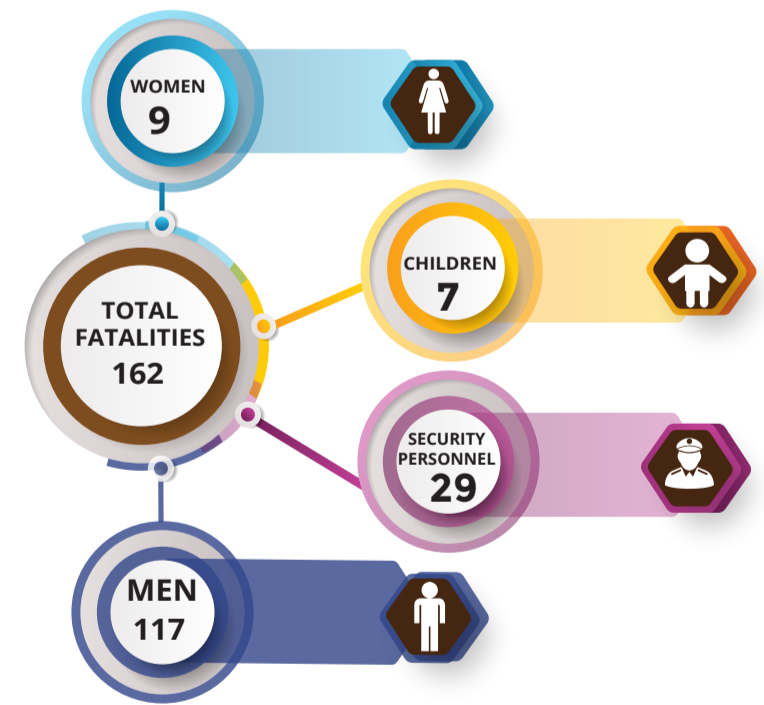 WOMEN
9
TOTAL
FATALITIES
162
CHILDREN
7
SECURITY
PERSONNEL
29
MEN
117